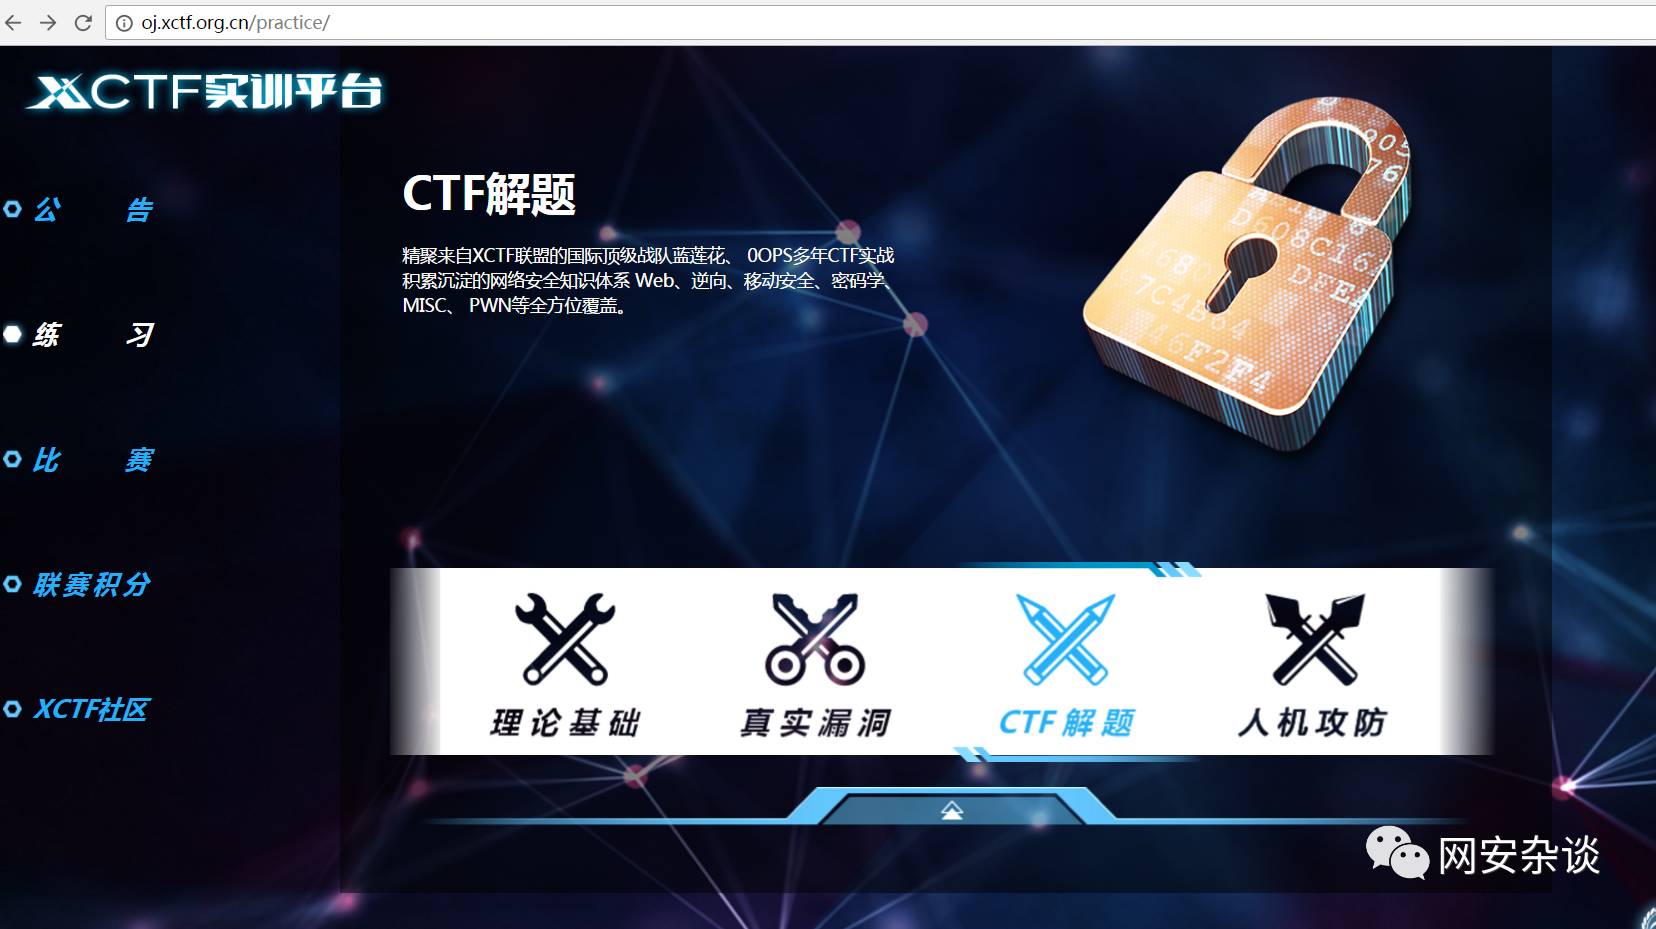 oj.xctf.org.cn/practice/
XCTF实训平台
公 告
练 习
比 赛
联赛积分
XCTF社区
CTF解题
精聚来自XCTF联盟的国际顶级战队蓝莲花、 0OPS多年CTF实战
积累沉淀的网络安全知识体系 Web、逆向、移动安全、密码学、
MISC、 PWN等全方位覆盖。
D608C16
DFE
7C4B64
46F2F4
理论基础
真实漏洞
CTF解题
人机攻防
网安杂谈